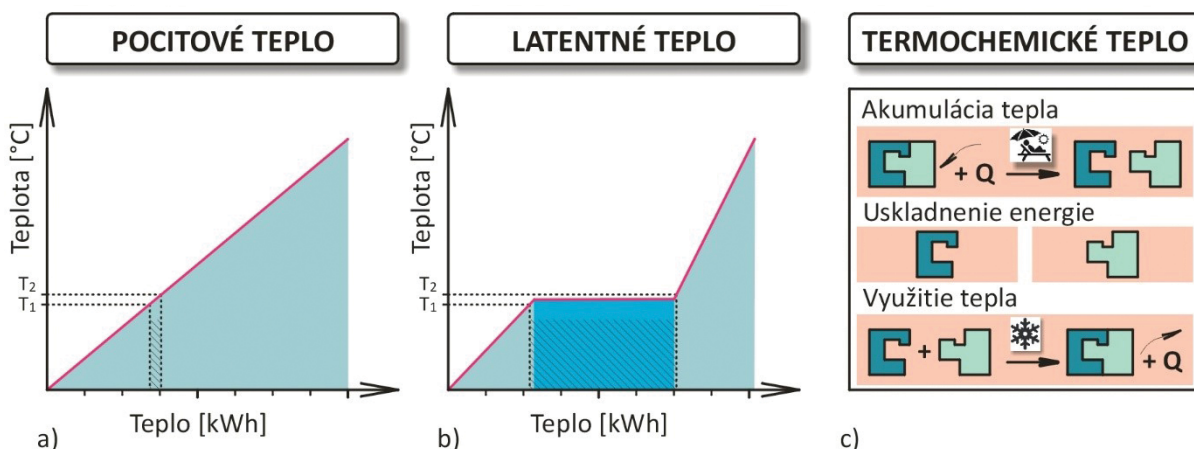 POCITOVÉ TEPLO
Teplota [°C]
T2
T1
Teplo [kWh]
a)
LATENTNÉ TEPLO
Teplota [°C]
T2
T1
Teplo [kWh]
b)
TERMOCHEMICKÉ TEPLO
Akumulácia tepla
+ Q
Uskladnenie energie
Využitie tepla
+
+ Q
c)